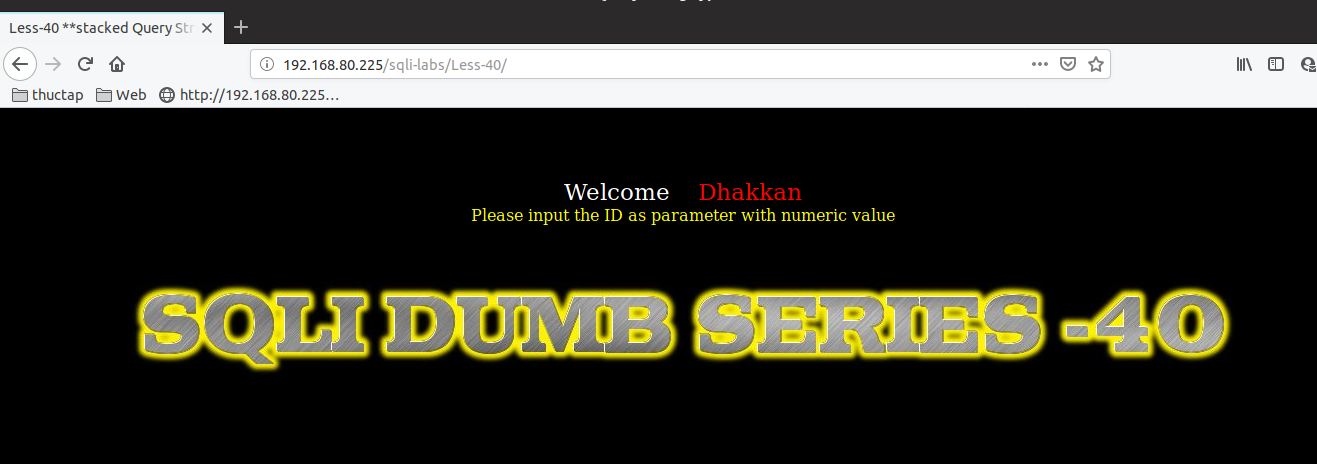 Less-40 **stacked Query Str
192.168.80.225/sqli-labs/Less-40/
thuctap Web http://192.168.80.225...
Welcome Dhakkan
Please input the ID as parameter with numeric value
SQLI DUMB SERIES -40